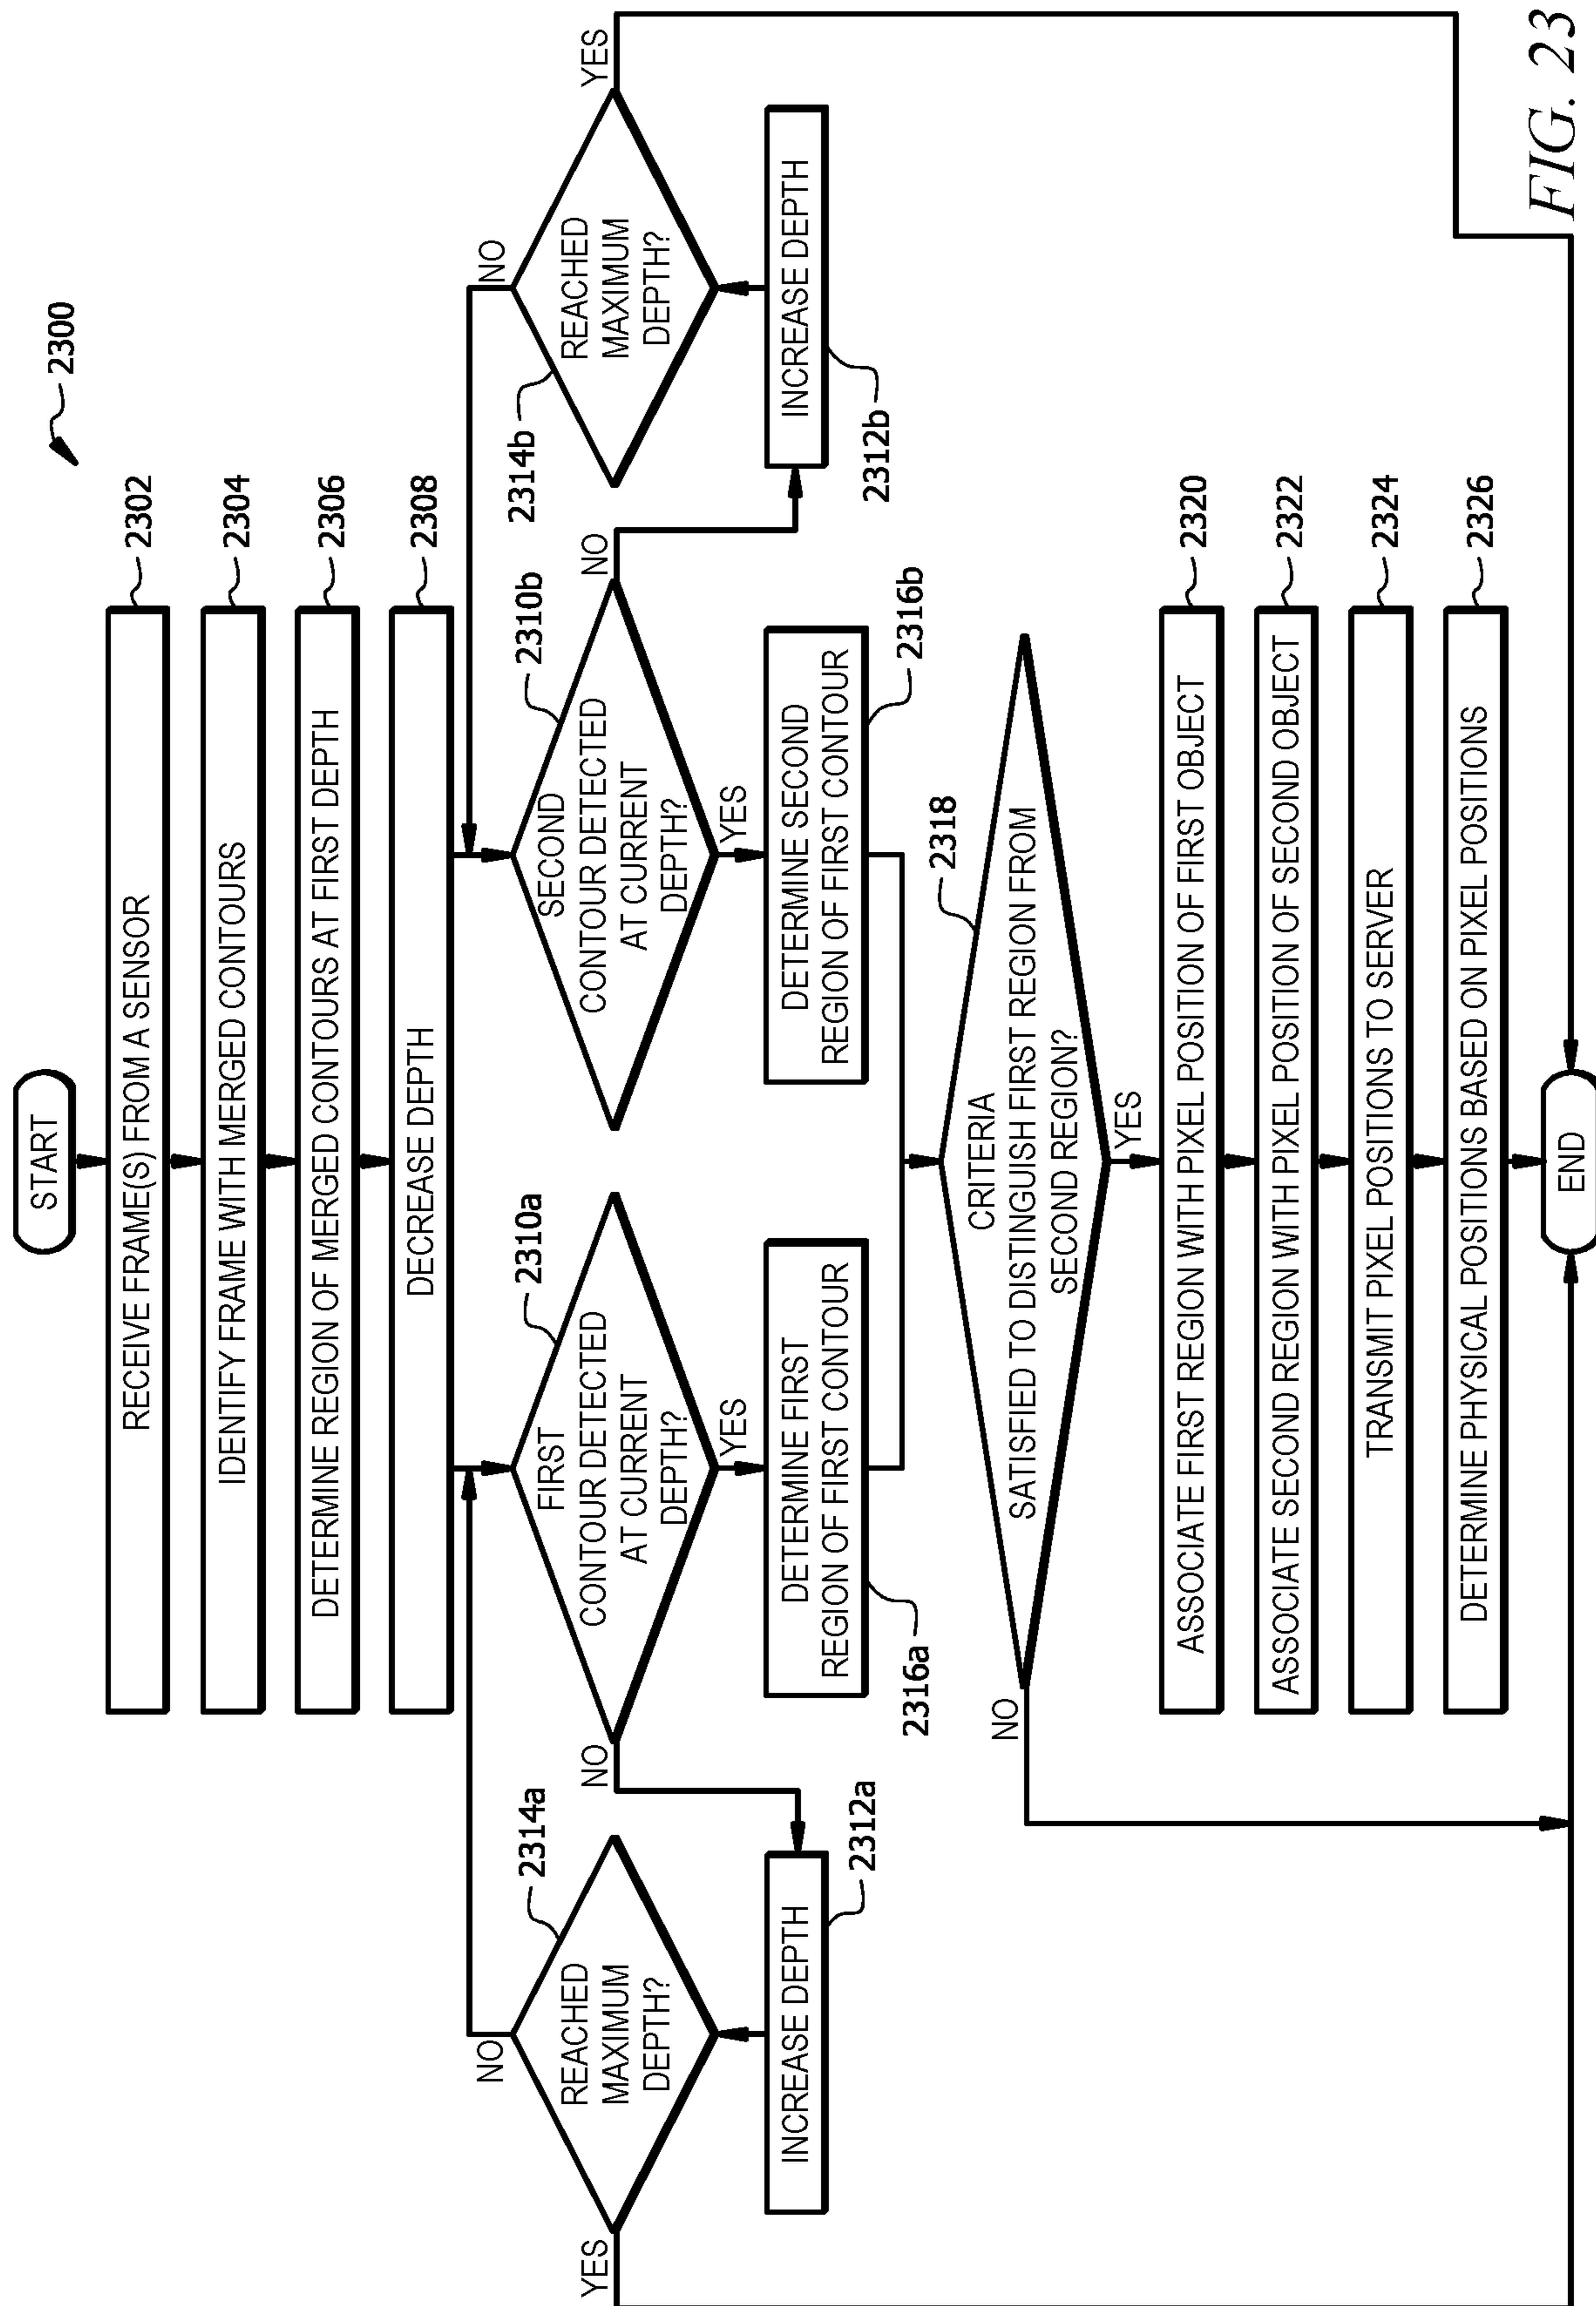 2300
START
RECEIVE FRAME(S) FROM A SENSOR
2302
IDENTIFY FRAME WITH MERGED CONTOURS
2304
DETERMINE REGION OF MERGED CONTOURS AT FIRST DEPTH
2306
DECREASE DEPTH
2308
NO
2314a
REACHED
MAXIMUM
DEPTH?
YES
NO
2310a
FIRST
CONTOUR DETECTED
AT CURRENT
DEPTH?
YES
2312a
INCREASE DEPTH
DETERMINE FIRST
REGION OF FIRST CONTOUR
2316a
2310b
SECOND
CONTOUR DETECTED
AT CURRENT
DEPTH?
NO
YES
2314b
NO
REACHED
MAXIMUM
DEPTH?
YES
DETERMINE SECOND
REGION OF FIRST CONTOUR
2316b
INCREASE DEPTH
2312b
2318
CRITERIA
SATISFIED TO DISTINGUISH FIRST REGION FROM
SECOND REGION?
NO
YES
ASSOCIATE FIRST REGION WITH PIXEL POSITION OF FIRST OBJECT
2320
ASSOCIATE SECOND REGION WITH PIXEL POSITION OF SECOND OBJECT
2322
TRANSMIT PIXEL POSITIONS TO SERVER
2324
DETERMINE PHYSICAL POSITIONS BASED ON PIXEL POSITIONS
2326
END
FIG. 23